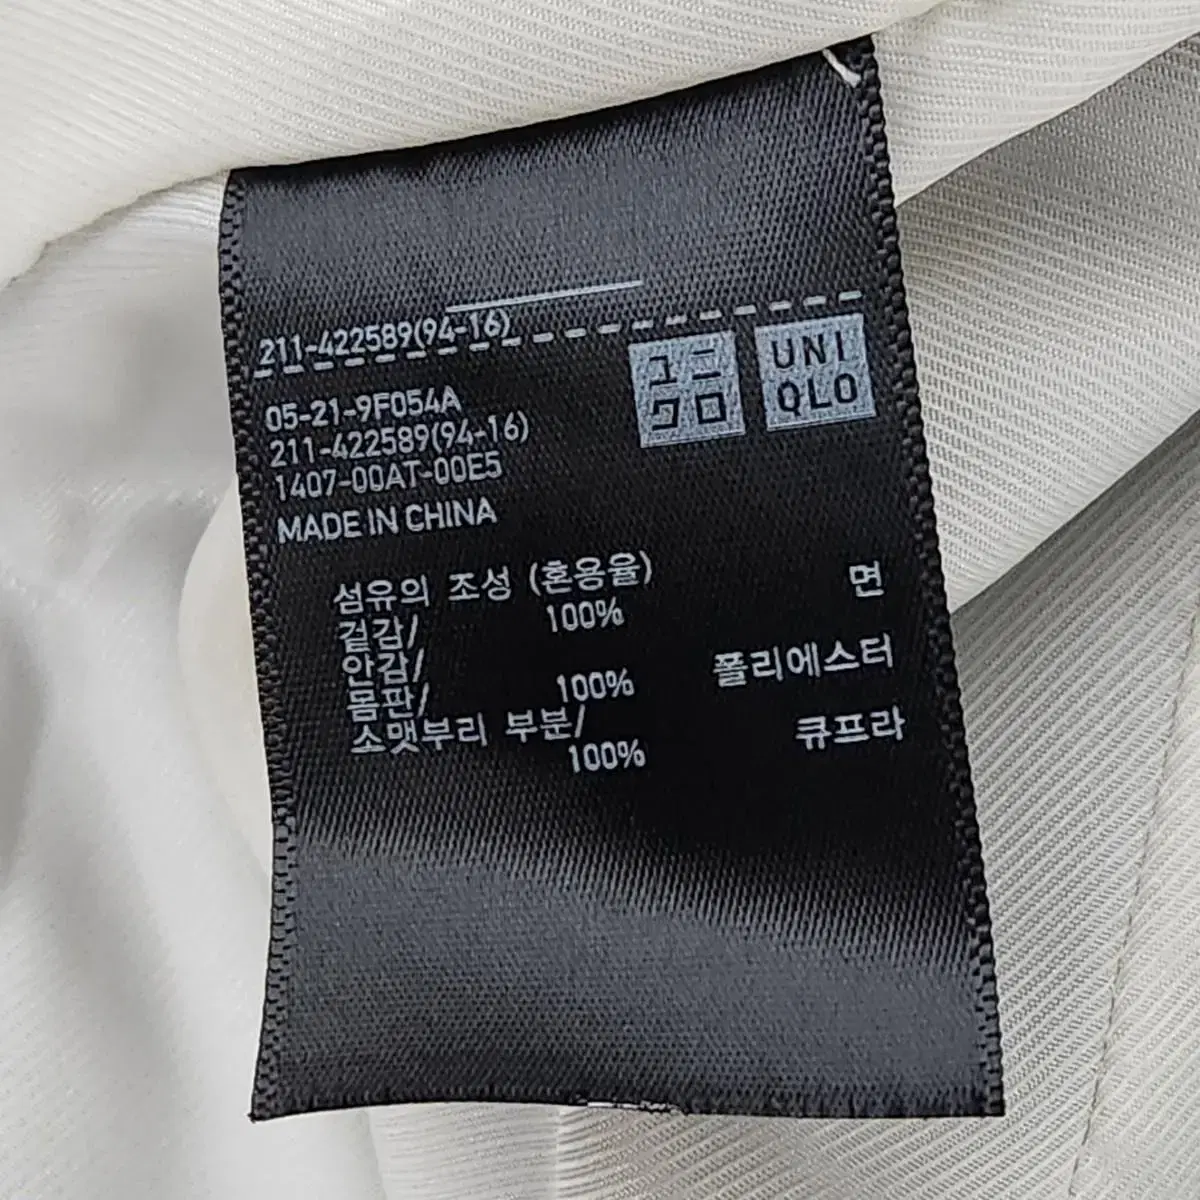 211-422589(94-16)
ユニ
クロ
UNI
QLO
05-21-9F054A
211-422589(94-16)
1407-00AT-00E5
MADE IN CHINA
섬유의 조성 (혼용율)
겉감/ 100% 면
안감/
몸판/ 100% 폴리에스터
소맷부리 부분/
100% 큐프라